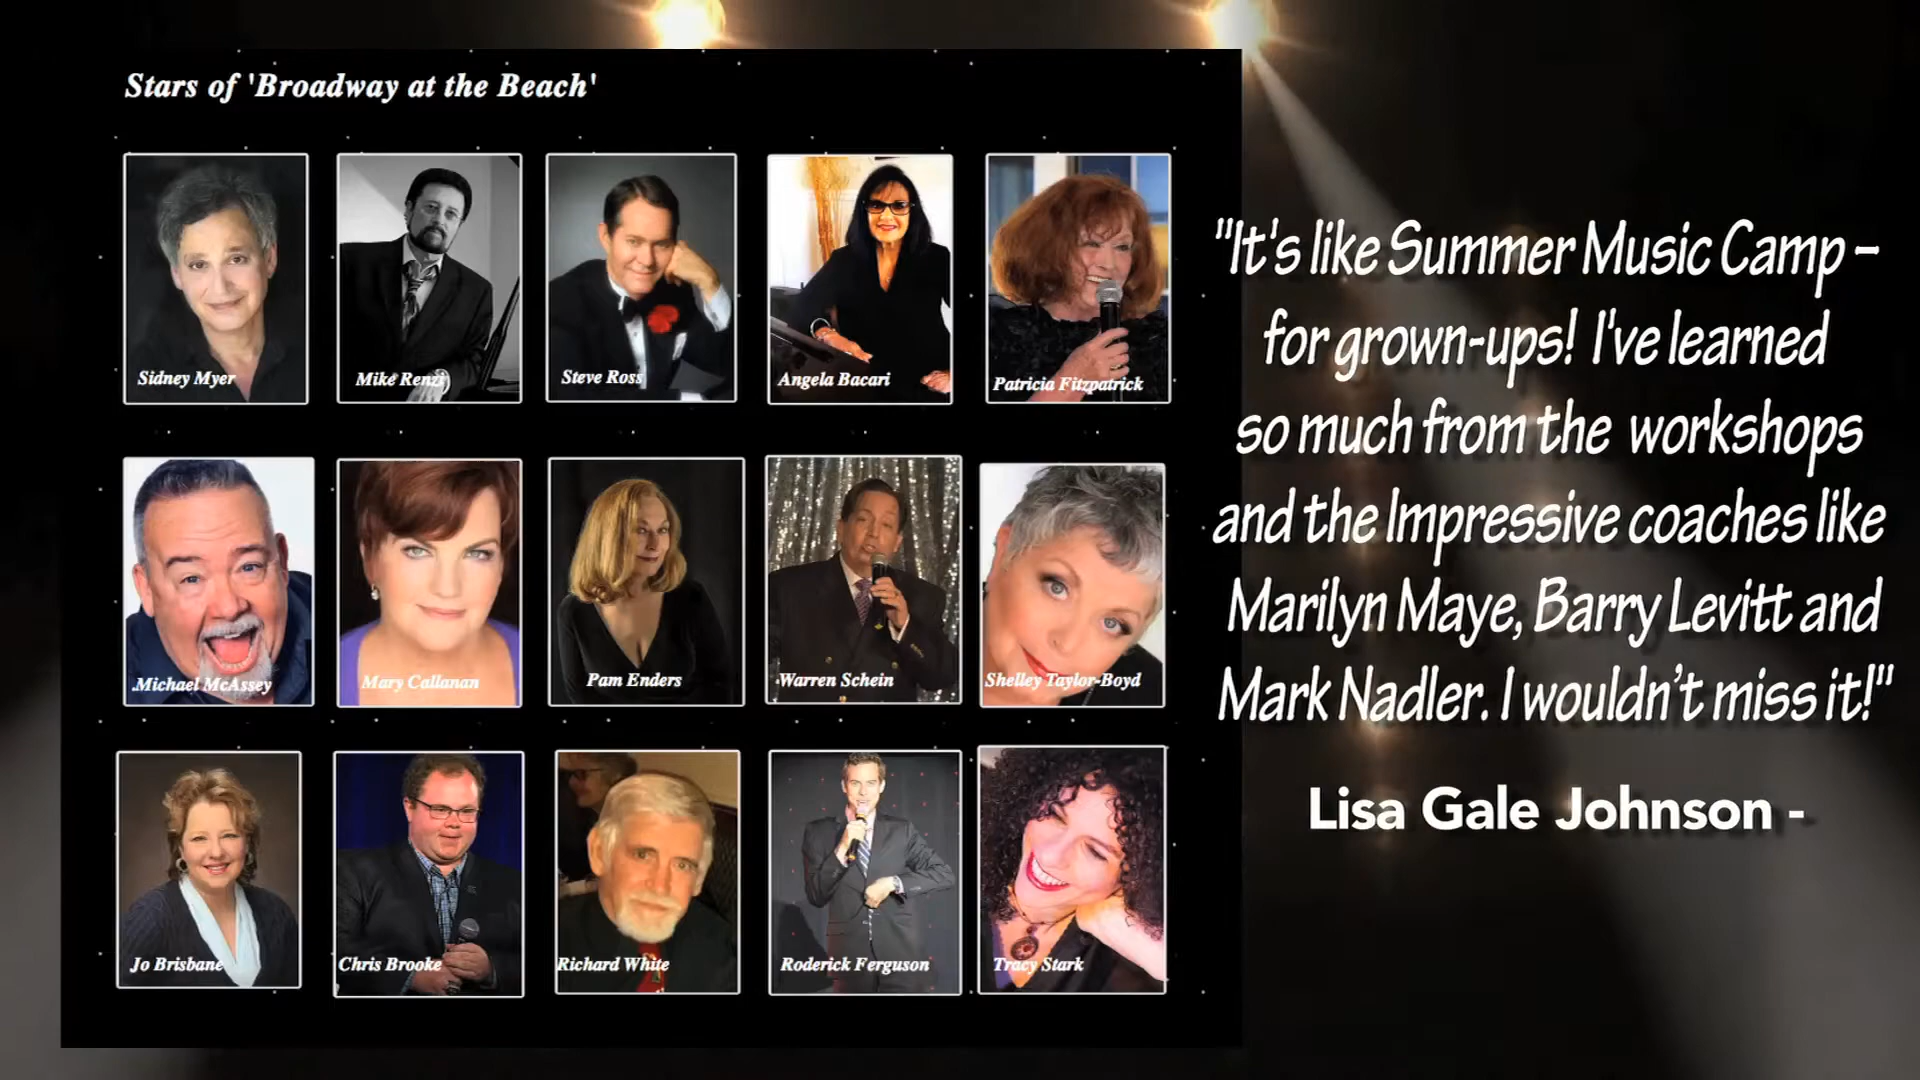 Stars of 'Broadway at the Beach'
Sidney Myer
Mike Renzi
Steve Ross
Angela Bacari
Patricia Fitzpatrick
Michael McAssey
Mary Callanan
Pam Enders
Warren Schein
Shelley Taylor-Boyd
Jo Brisbane
Chris Brooke
Richard White
Roderick Ferguson
Tracy Stark
"It's like Summer Music Camp –
for grown-ups! I've learned
so much from the workshops
and the Impressive coaches like
Marilyn Maye, Barry Levitt and
Mark Nadler. I wouldn't miss it!"
Lisa Gale Johnson -